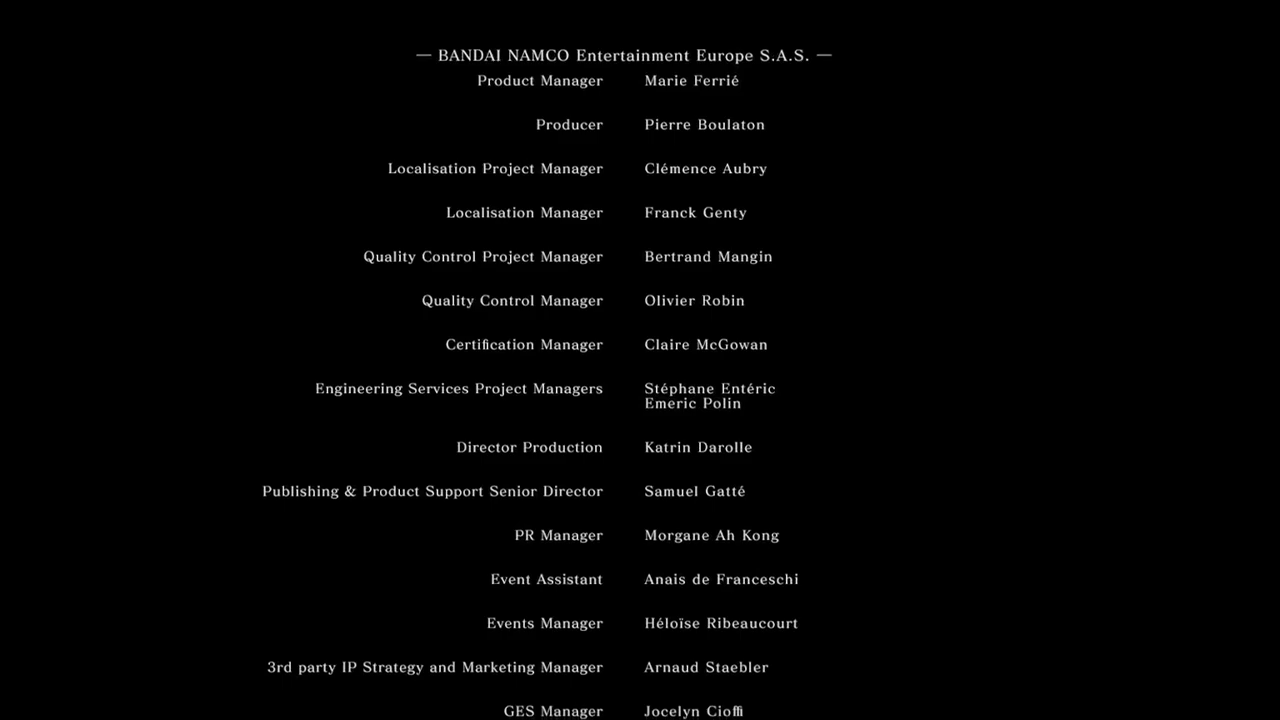 — BANDAI NAMCO Entertainment Europe S.A.S. —
Product Manager Marie Ferrié
Producer Pierre Boulaton
Localisation Project Manager Clémence Aubry
Localisation Manager Franck Genty
Quality Control Project Manager Bertrand Mangin
Quality Control Manager Olivier Robin
Certification Manager Claire McGowan
Engineering Services Project Managers Stéphane Entéric
Emeric Polin
Director Production Katrin Darolle
Publishing & Product Support Senior Director Samuel Gatté
PR Manager Morgane Ah Kong
Event Assistant Anais de Franceschi
Events Manager Héloïse Ribeaucourt
3rd party IP Strategy and Marketing Manager Arnaud Staebler
GES Manager Jocelyn Cioffi